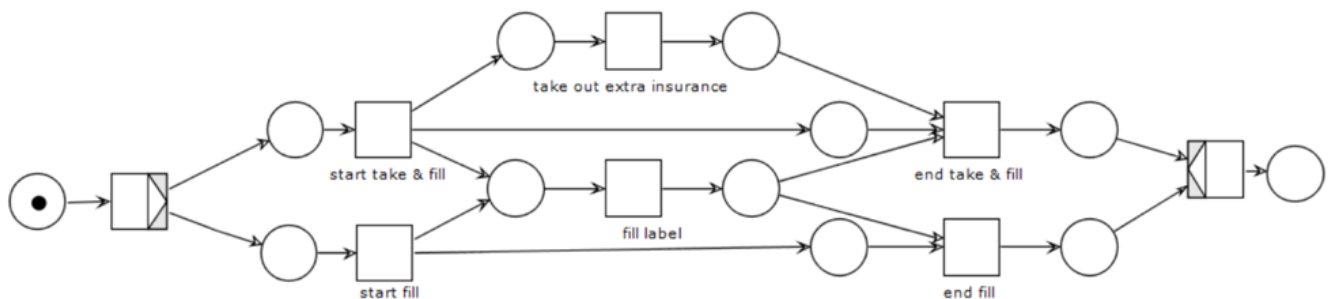 take out extra insurance
start take & fill
end take & fill
fill label
start fill
end fill